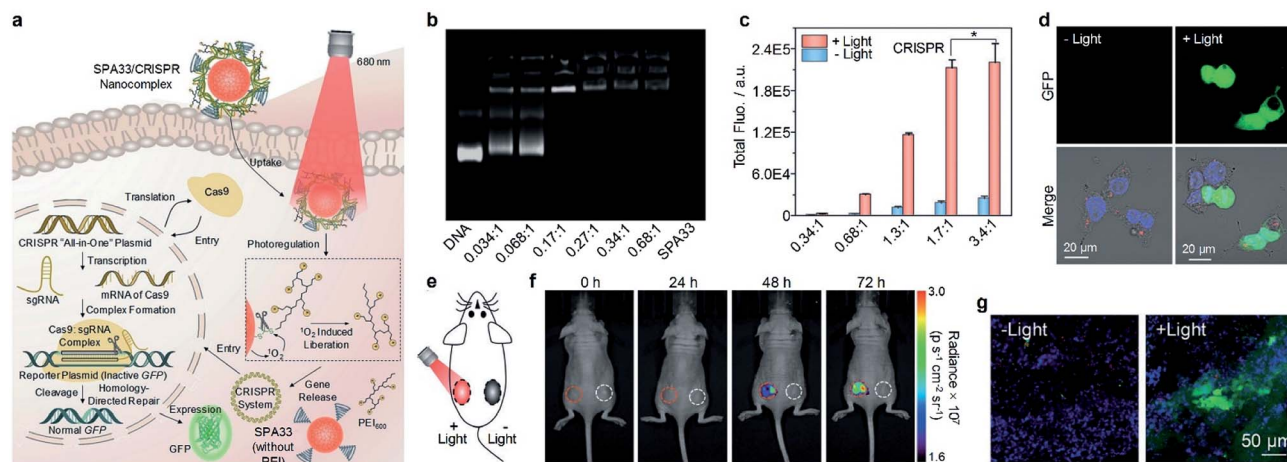 a
SPA33/CRISPR
Nanocomplex
680 nm
Uptake
Translation
Cas9
Entry
CRISPR "All-in-One" Plasmid
Transcription
sgRNA
mRNA of Cas9
Complex Formation
Cas9: sgRNA
Complex
Reporter Plasmid (Inactive GFP)
Cleavage
Homology-
Directed Repair
Normal GFP
Expression
GFP
Photoregulation
¹O₂
¹O₂ Induced
Liberation
Entry
CRISPR
System
Gene
Release
SPA33
(without
PEI)
PEI₆₀₀
b
DNA
0.034:1
0.068:1
0.17:1
0.27:1
0.34:1
0.68:1
SPA33
c
Total Fluo. / a.u.
2.4E5
1.2E5
0.0E4
+ Light
- Light
CRISPR
*
0.34:1
0.68:1
1.3:1
1.7:1
3.4:1
d
- Light
+ Light
GFP
Merge
20 μm
20 μm
e
+
Light
-
Light
f
0 h
24 h
48 h
72 h
3.0
1.6
Radiance × 10⁷
(p s⁻¹ cm⁻² sr⁻¹)
g
-Light
+Light
50 μm